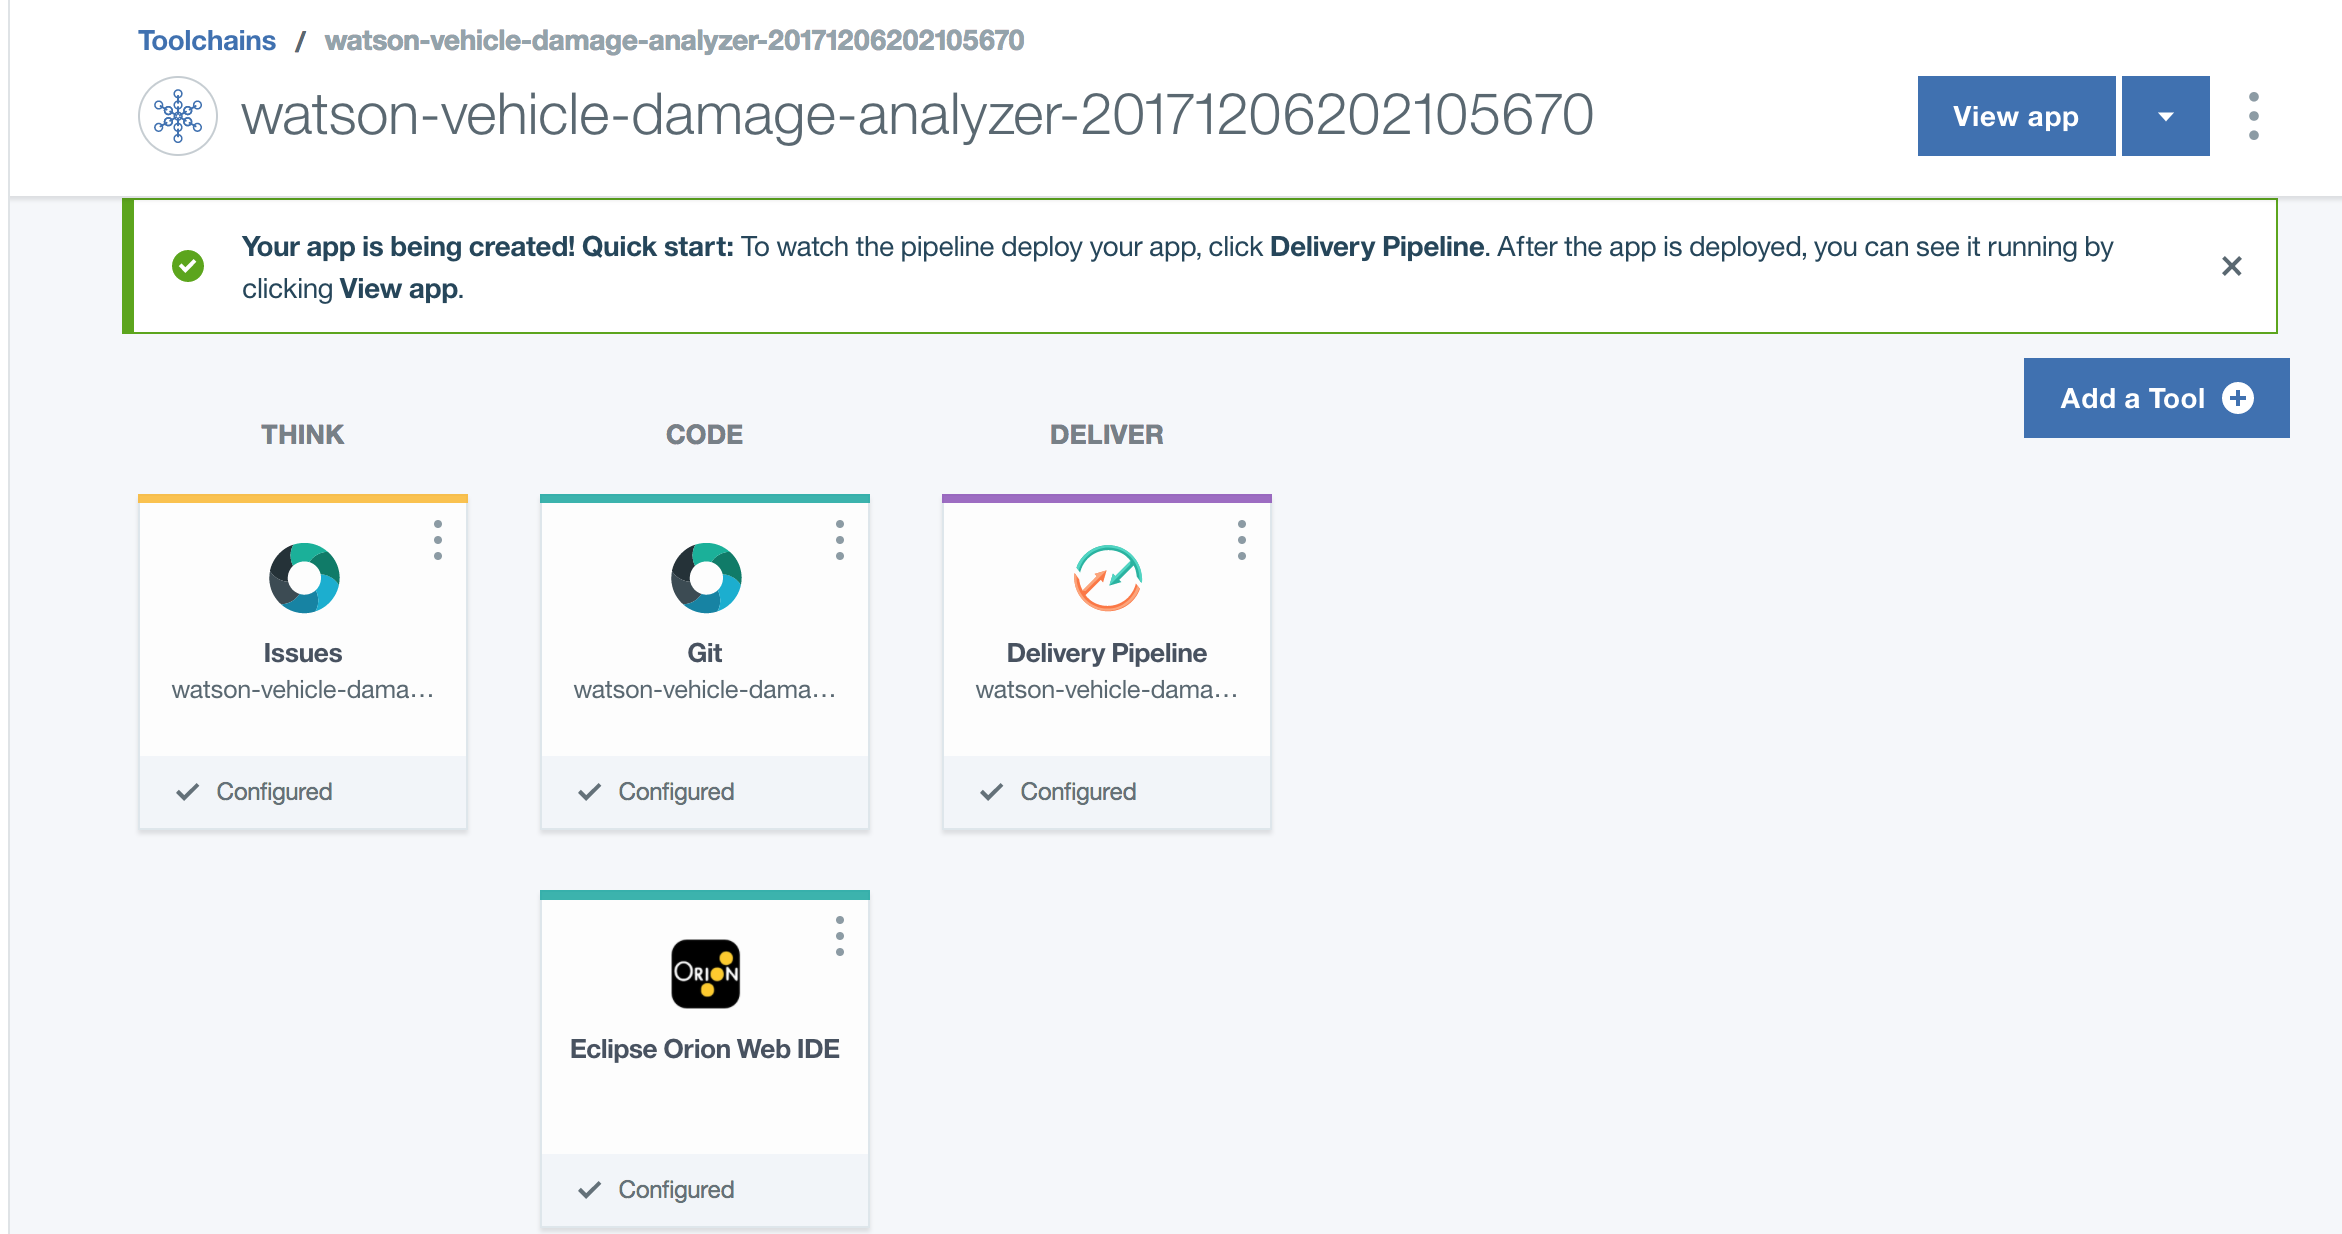 Toolchains / watson-vehicle-damage-analyzer-20171206202105670
watson-vehicle-damage-analyzer-20171206202105670
View app
Your app is being created! Quick start: To watch the pipeline deploy your app, click Delivery Pipeline. After the app is deployed, you can see it running by
clicking View app.
Add a Tool
THINK
CODE
DELIVER
Issues
watson-vehicle-dama...
Configured
Git
watson-vehicle-dama...
Configured
Delivery Pipeline
watson-vehicle-dama...
Configured
ORION
Eclipse Orion Web IDE
Configured